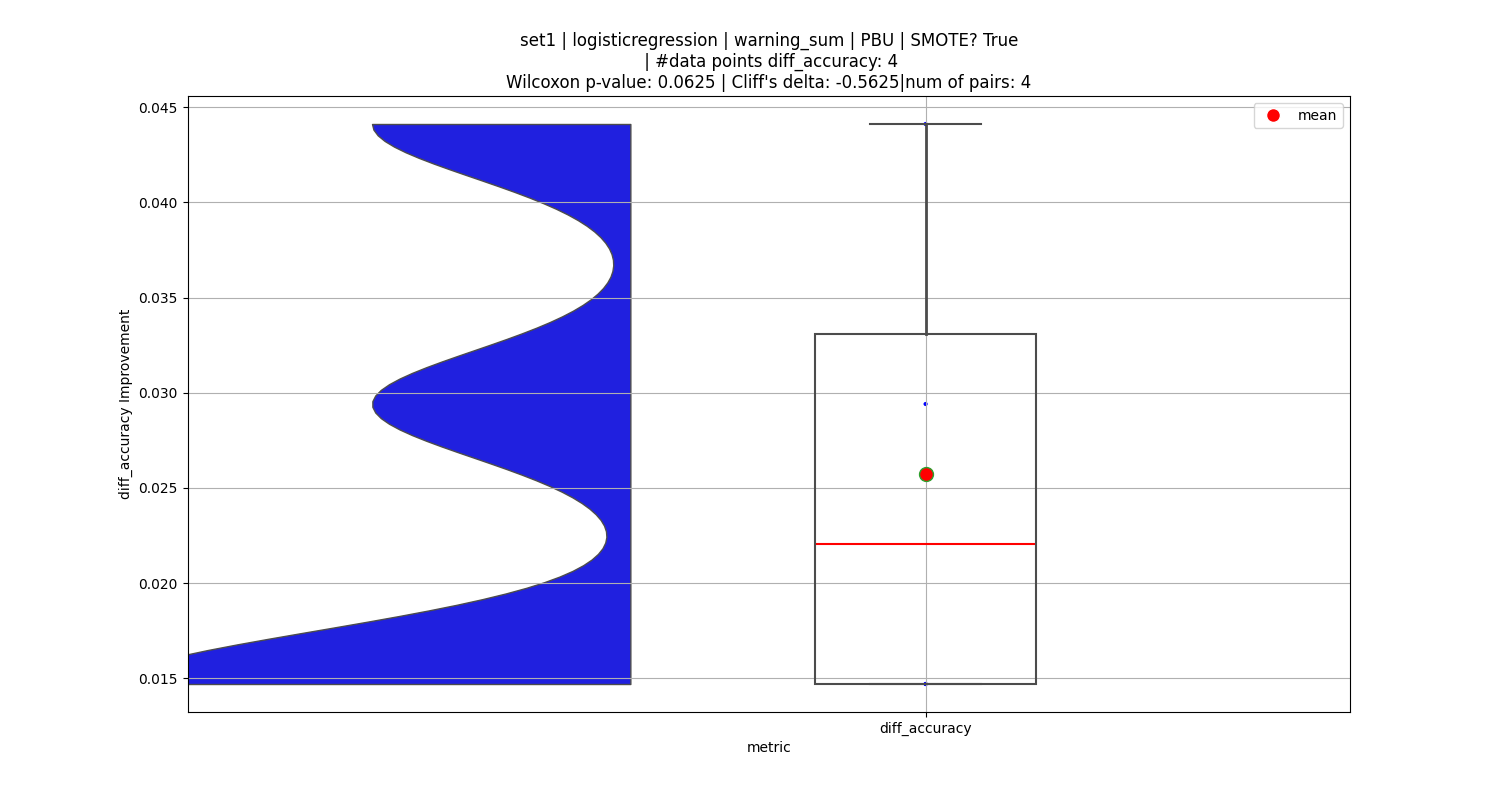 set1 | logisticregression | warning_sum | PBU | SMOTE? True
| #data points diff_accuracy: 4
Wilcoxon p-value: 0.0625 | Cliff's delta: -0.5625|num of pairs: 4
mean
0.045
0.040
0.035
0.030
0.025
0.020
0.015
diff_accuracy Improvement
diff_accuracy
metric